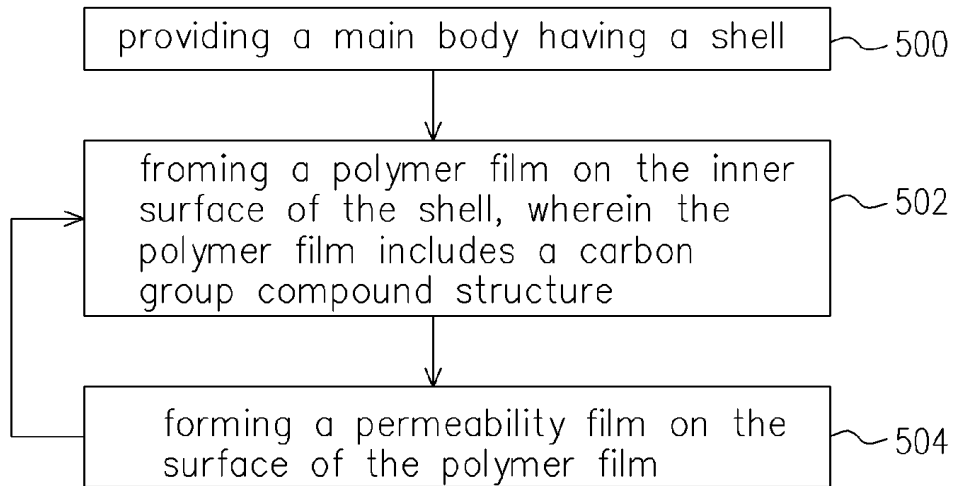 providing a main body having a shell
500
froming a polymer film on the inner
surface of the shell, wherein the
polymer film includes a carbon
group compound structure
502
forming a permeability film on the
surface of the polymer film
504